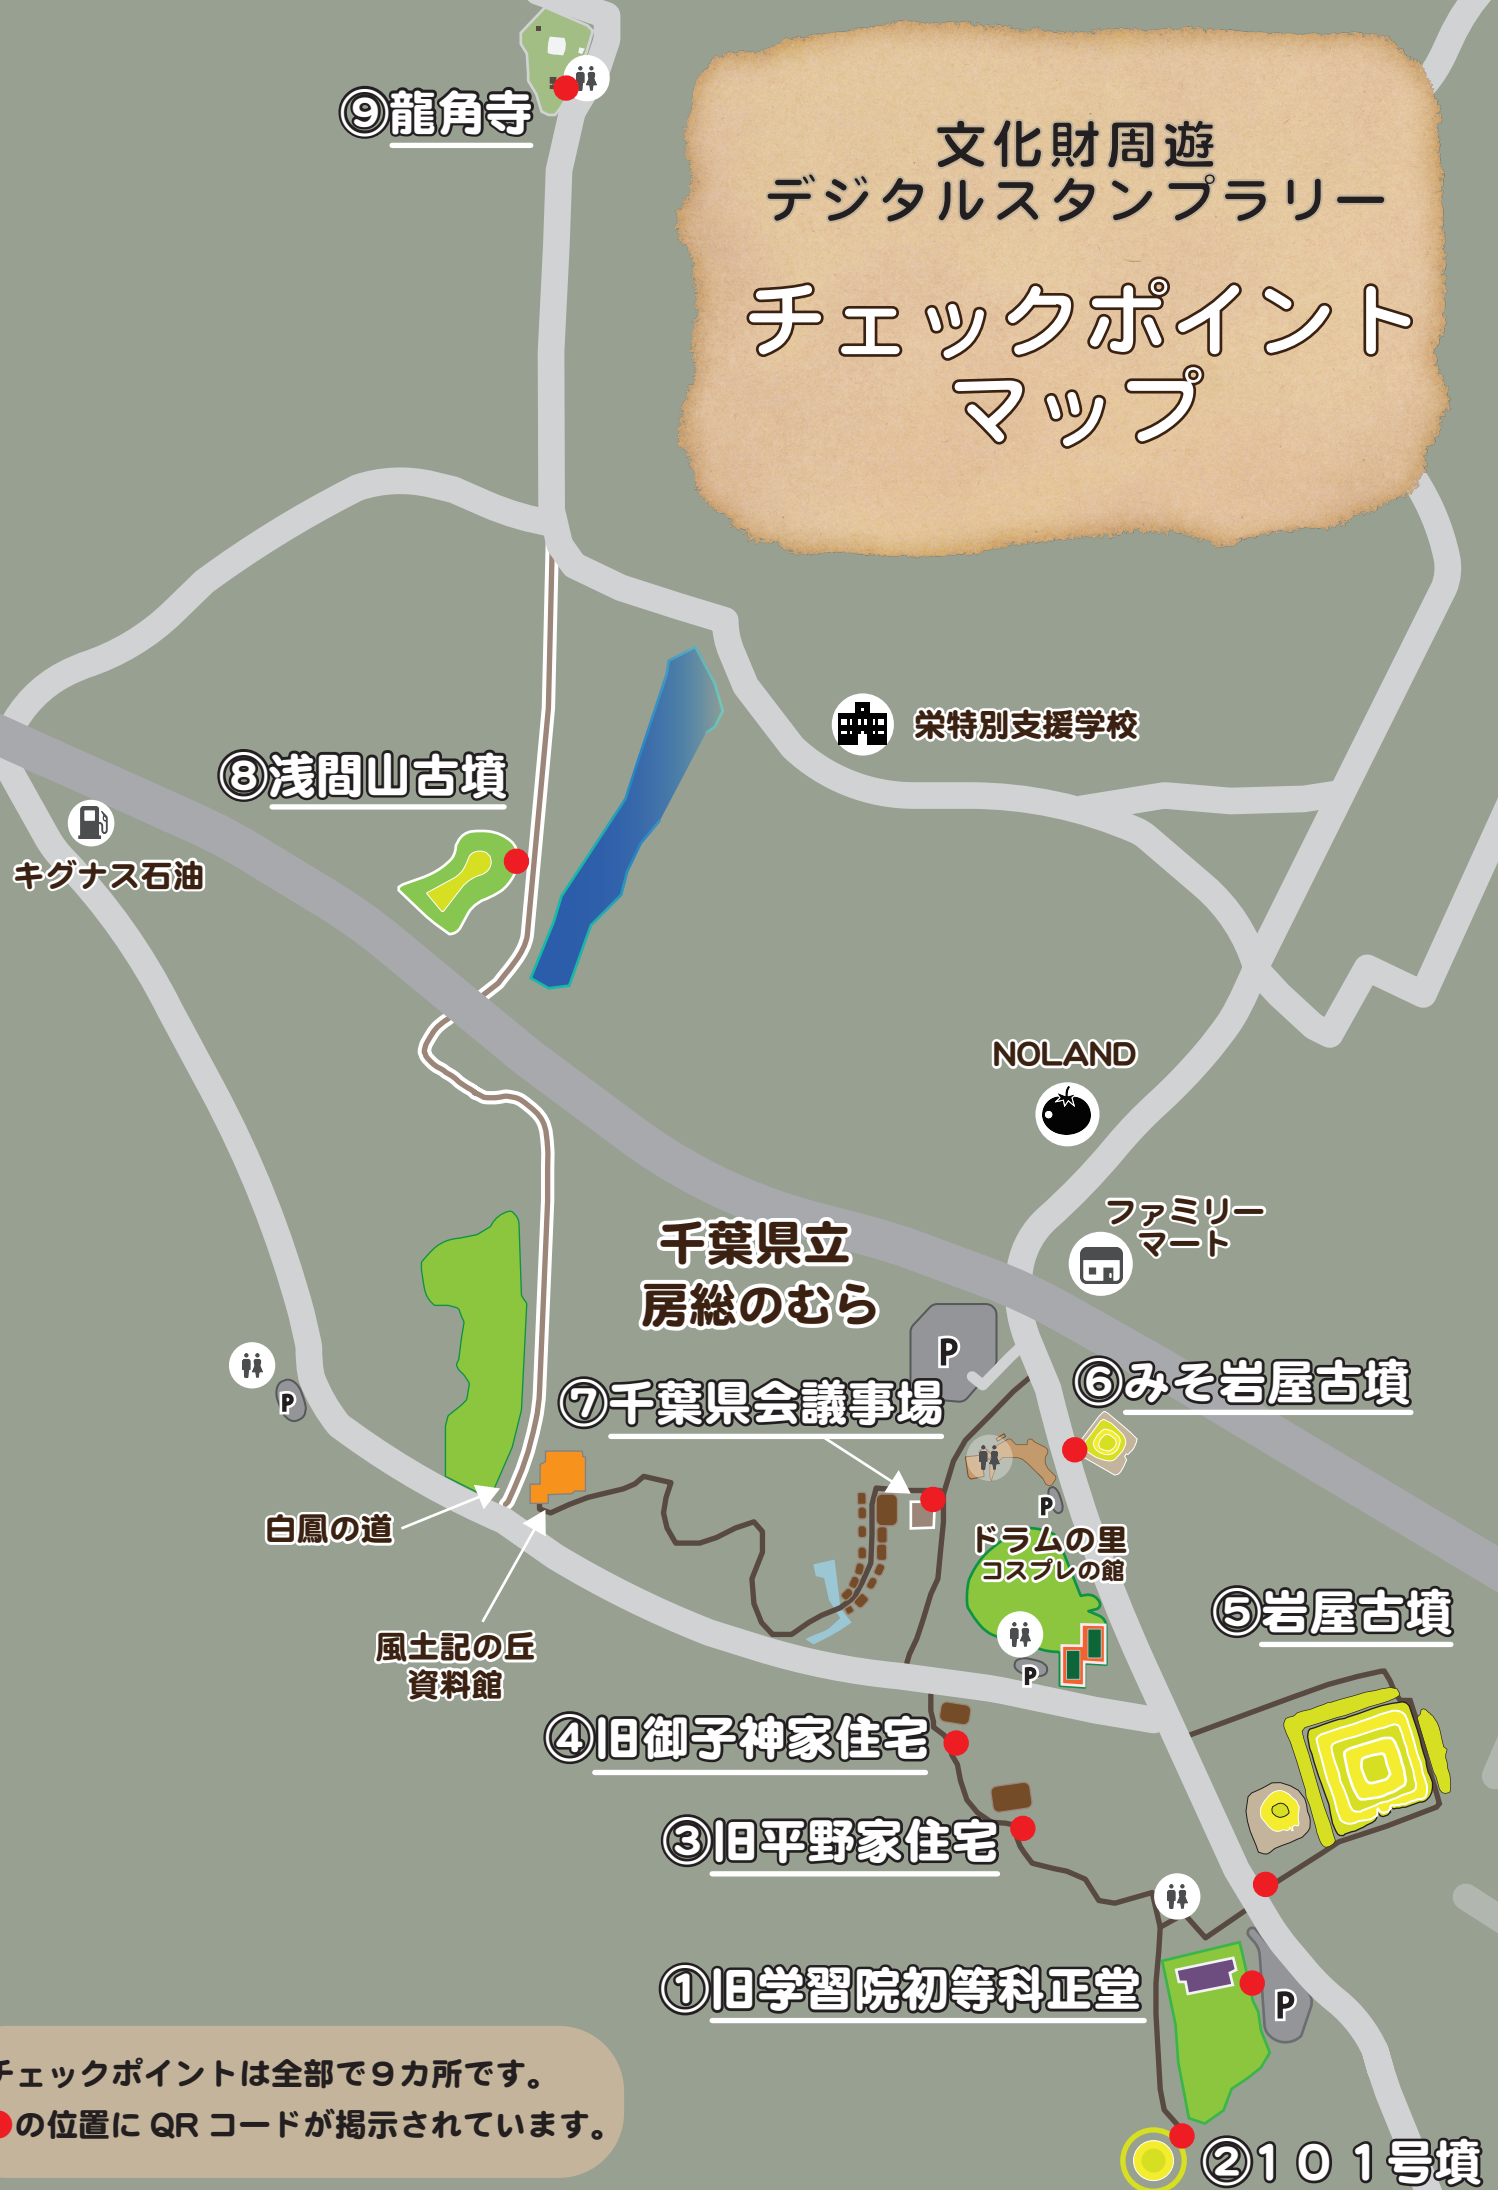 ⑨龍角寺
文化財周遊
デジタルスタンプラリー
チェックポイント
マップ
栄特別支援学校
⑧浅間山古墳
キグナス石油
NOLAND
ファミリー
マート
千葉県立
房総のむら
P
⑥みそ岩屋古墳
⑦千葉県会議事場
P
P
白鳳の道
ドラムの里
コスプレの館
⑤岩屋古墳
風土記の丘
資料館
P
④旧御子神家住宅
③旧平野家住宅
①旧学習院初等科正堂
P
チェックポイントは全部で９カ所です。
の位置に QR コードが掲示されています。
②１０１号墳